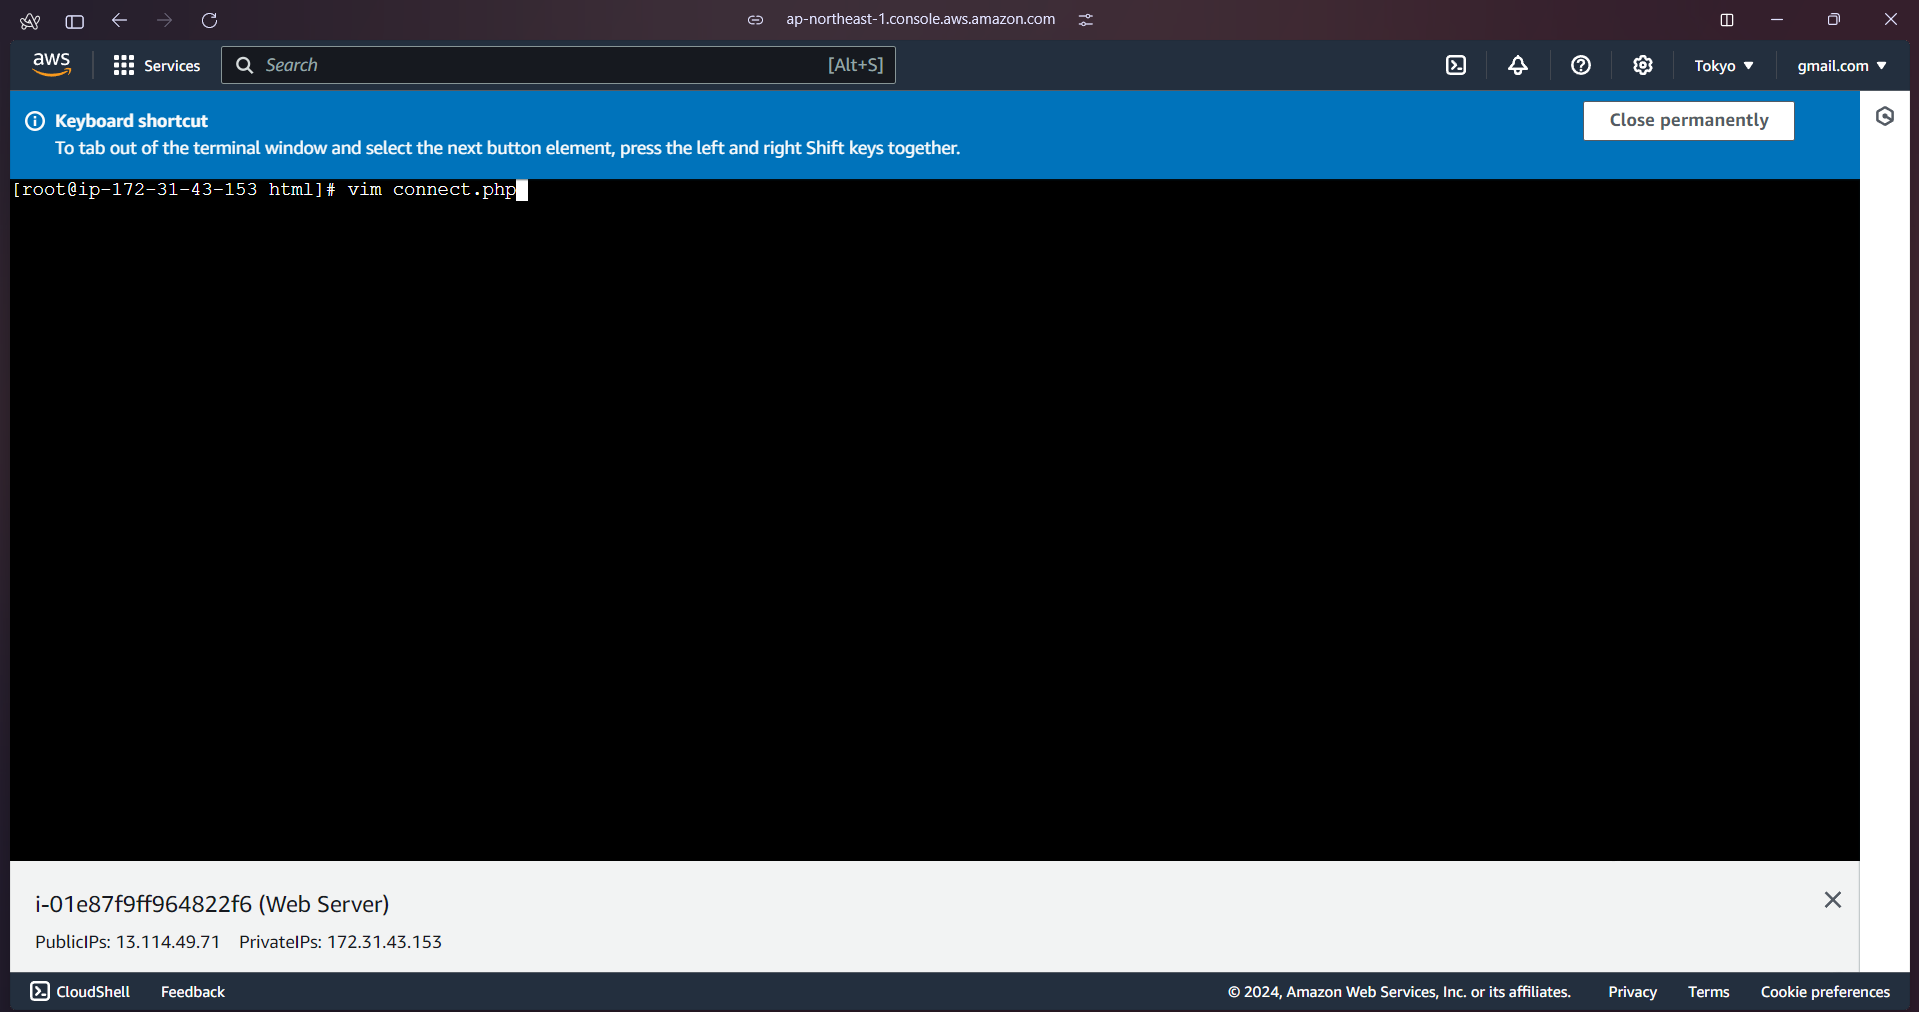 ap-northeast-1.console.aws.amazon.com
aws
Services
Search
[Alt+S]
Tokyo
gmail.com
Keyboard shortcut
Close permanently
To tab out of the terminal window and select the next button element, press the left and right Shift keys together.
[root@ip-172-31-43-153 html]# vim connect.php
i-01e87f9ff964822f6 (Web Server)
PublicIPs: 13.114.49.71 PrivateIPs: 172.31.43.153
CloudShell
Feedback
© 2024, Amazon Web Services, Inc. or its affiliates.
Privacy
Terms
Cookie preferences